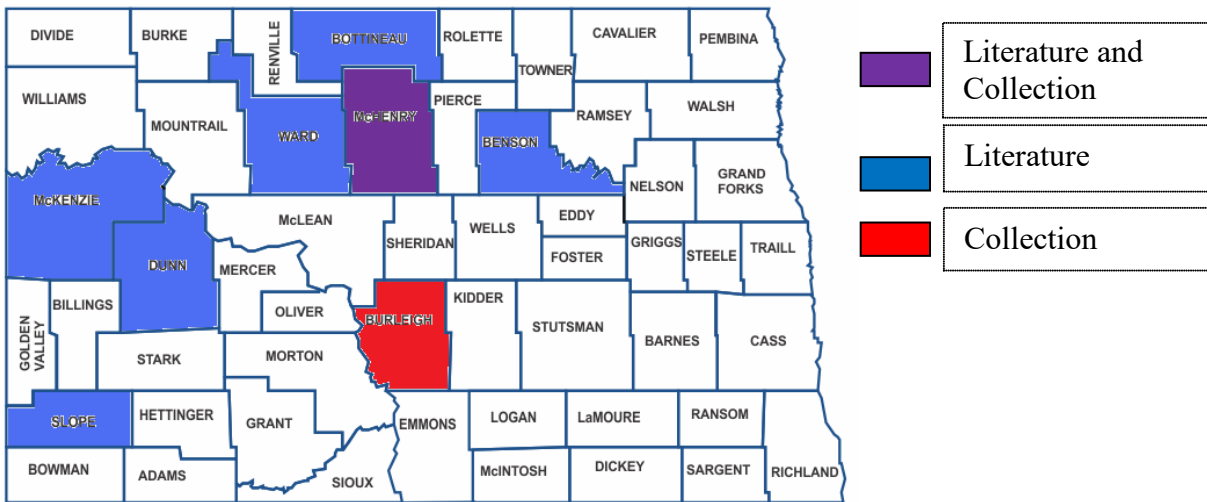 DIVIDE
BURKE
RENVILLE
BOTTINEAU
ROLETTE
CAVALIER
PEMBINA
TOWNER
WILLIAMS
MOUNTRAIL
WARD
McHENRY
PIERCE
BENSON
RAMSEY
WALSH
NELSON
GRAND
FORKS
McKENZIE
DUNN
McLEAN
MERCER
OLIVER
SHERIDAN
WELLS
EDDY
FOSTER
GRIGGS
STEELE
TRAILL
GOLDEN
VALLEY
BILLINGS
STARK
MORTON
BURLEIGH
KIDDER
STUTSMAN
BARNES
CASS
SLOPE
HETTINGER
GRANT
EMMONS
LOGAN
LaMOURE
RANSOM
BOWMAN
ADAMS
SIOUX
McINTOSH
DICKEY
SARGENT
RICHLAND
Literature and
Collection
Literature
Collection